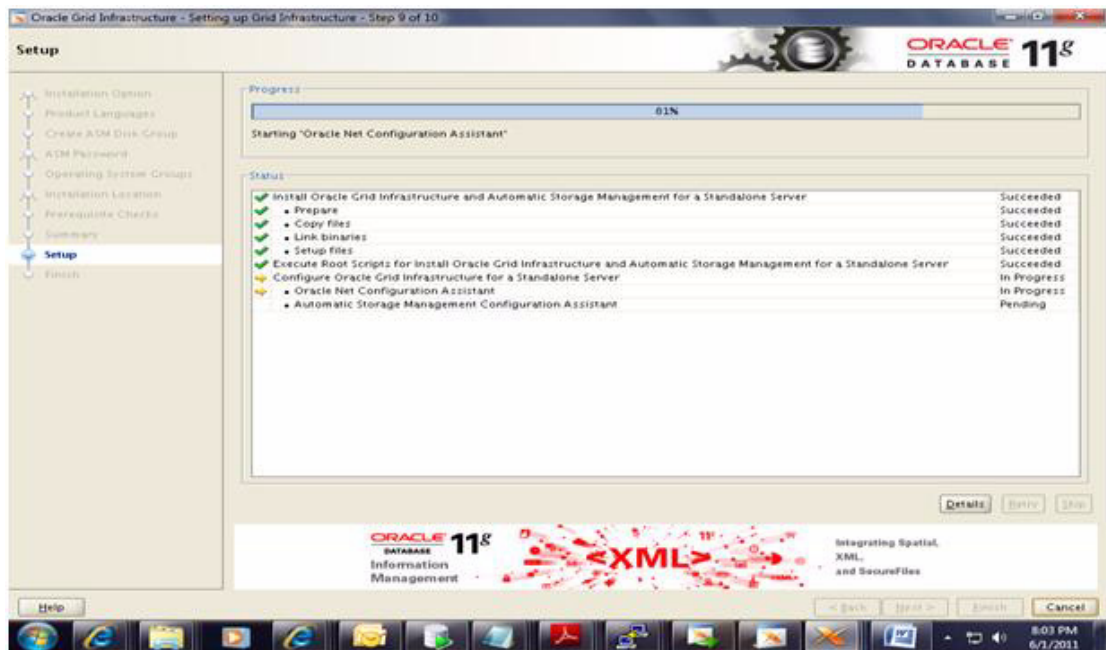 Oracle Grid Infrastructure - Setting up Grid Infrastructure - Step 9 of 10
Setup
ORACLE 11g
DATABASE
Installation Option
Product Languages
Create ASM Disk Group
ASM Password
Operating System Groups
Installation Location
Prerequisite Checks
Summary
Setup
Finish
Progress
81%
Starting 'Oracle Net Configuration Assistant'
Status
Install Oracle Grid Infrastructure and Automatic Storage Management for a Standalone Server Succeeded
• Prepare Succeeded
• Copy files Succeeded
• Link binaries Succeeded
• Setup files Succeeded
Execute Root Scripts for Install Oracle Grid Infrastructure and Automatic Storage Management for a Standalone Server Succeeded
Configure Oracle Grid Infrastructure for a Standalone Server In Progress
• Oracle Net Configuration Assistant In Progress
• Automatic Storage Management Configuration Assistant Pending
Details Retry Skip
ORACLE 11g
DATABASE
Information
Management
<XML>
11g
Integrating Spatial,
XML,
and SecureFiles
Help < Back Next > Finish Cancel
8:03 PM
6/1/2011